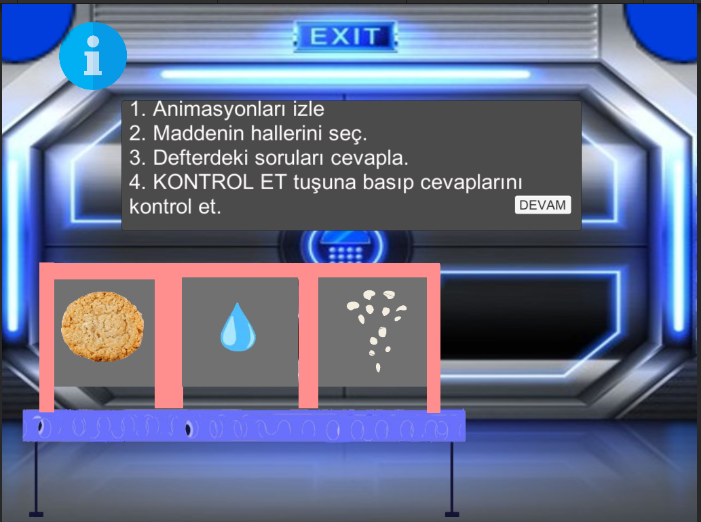 EXIT
1. Animasyonları izle
2. Maddenin hallerini seç.
3. Defterdeki soruları cevapla.
4. KONTROL ET tuşuna basıp cevaplarını
kontrol et.
DEVAM